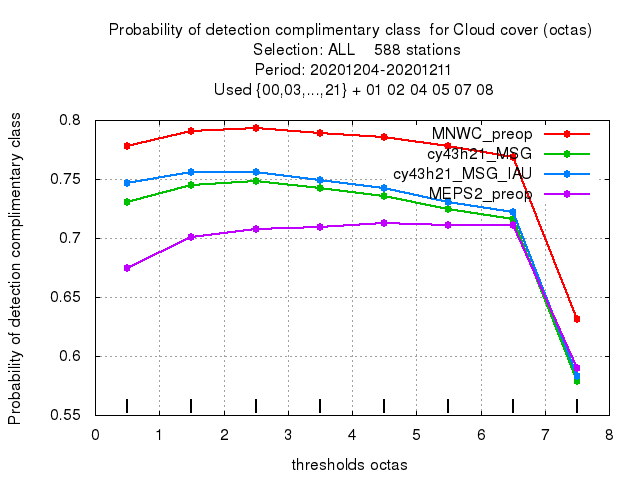 Probability of detection complimentary class  for Cloud cover (octas)
Selection: ALL    588 stations
Period: 20201204-20201211
Used {00,03,...,21} + 01 02 04 05 07 08
Probability of detection complimentary class
0.8
0.75
0.7
0.65
0.6
0.55
MNWC_preop
cy43h21_MSG
cy43h21_MSG_IAU
MEPS2_preop
0 1 2 3 4 5 6 7 8
thresholds octas